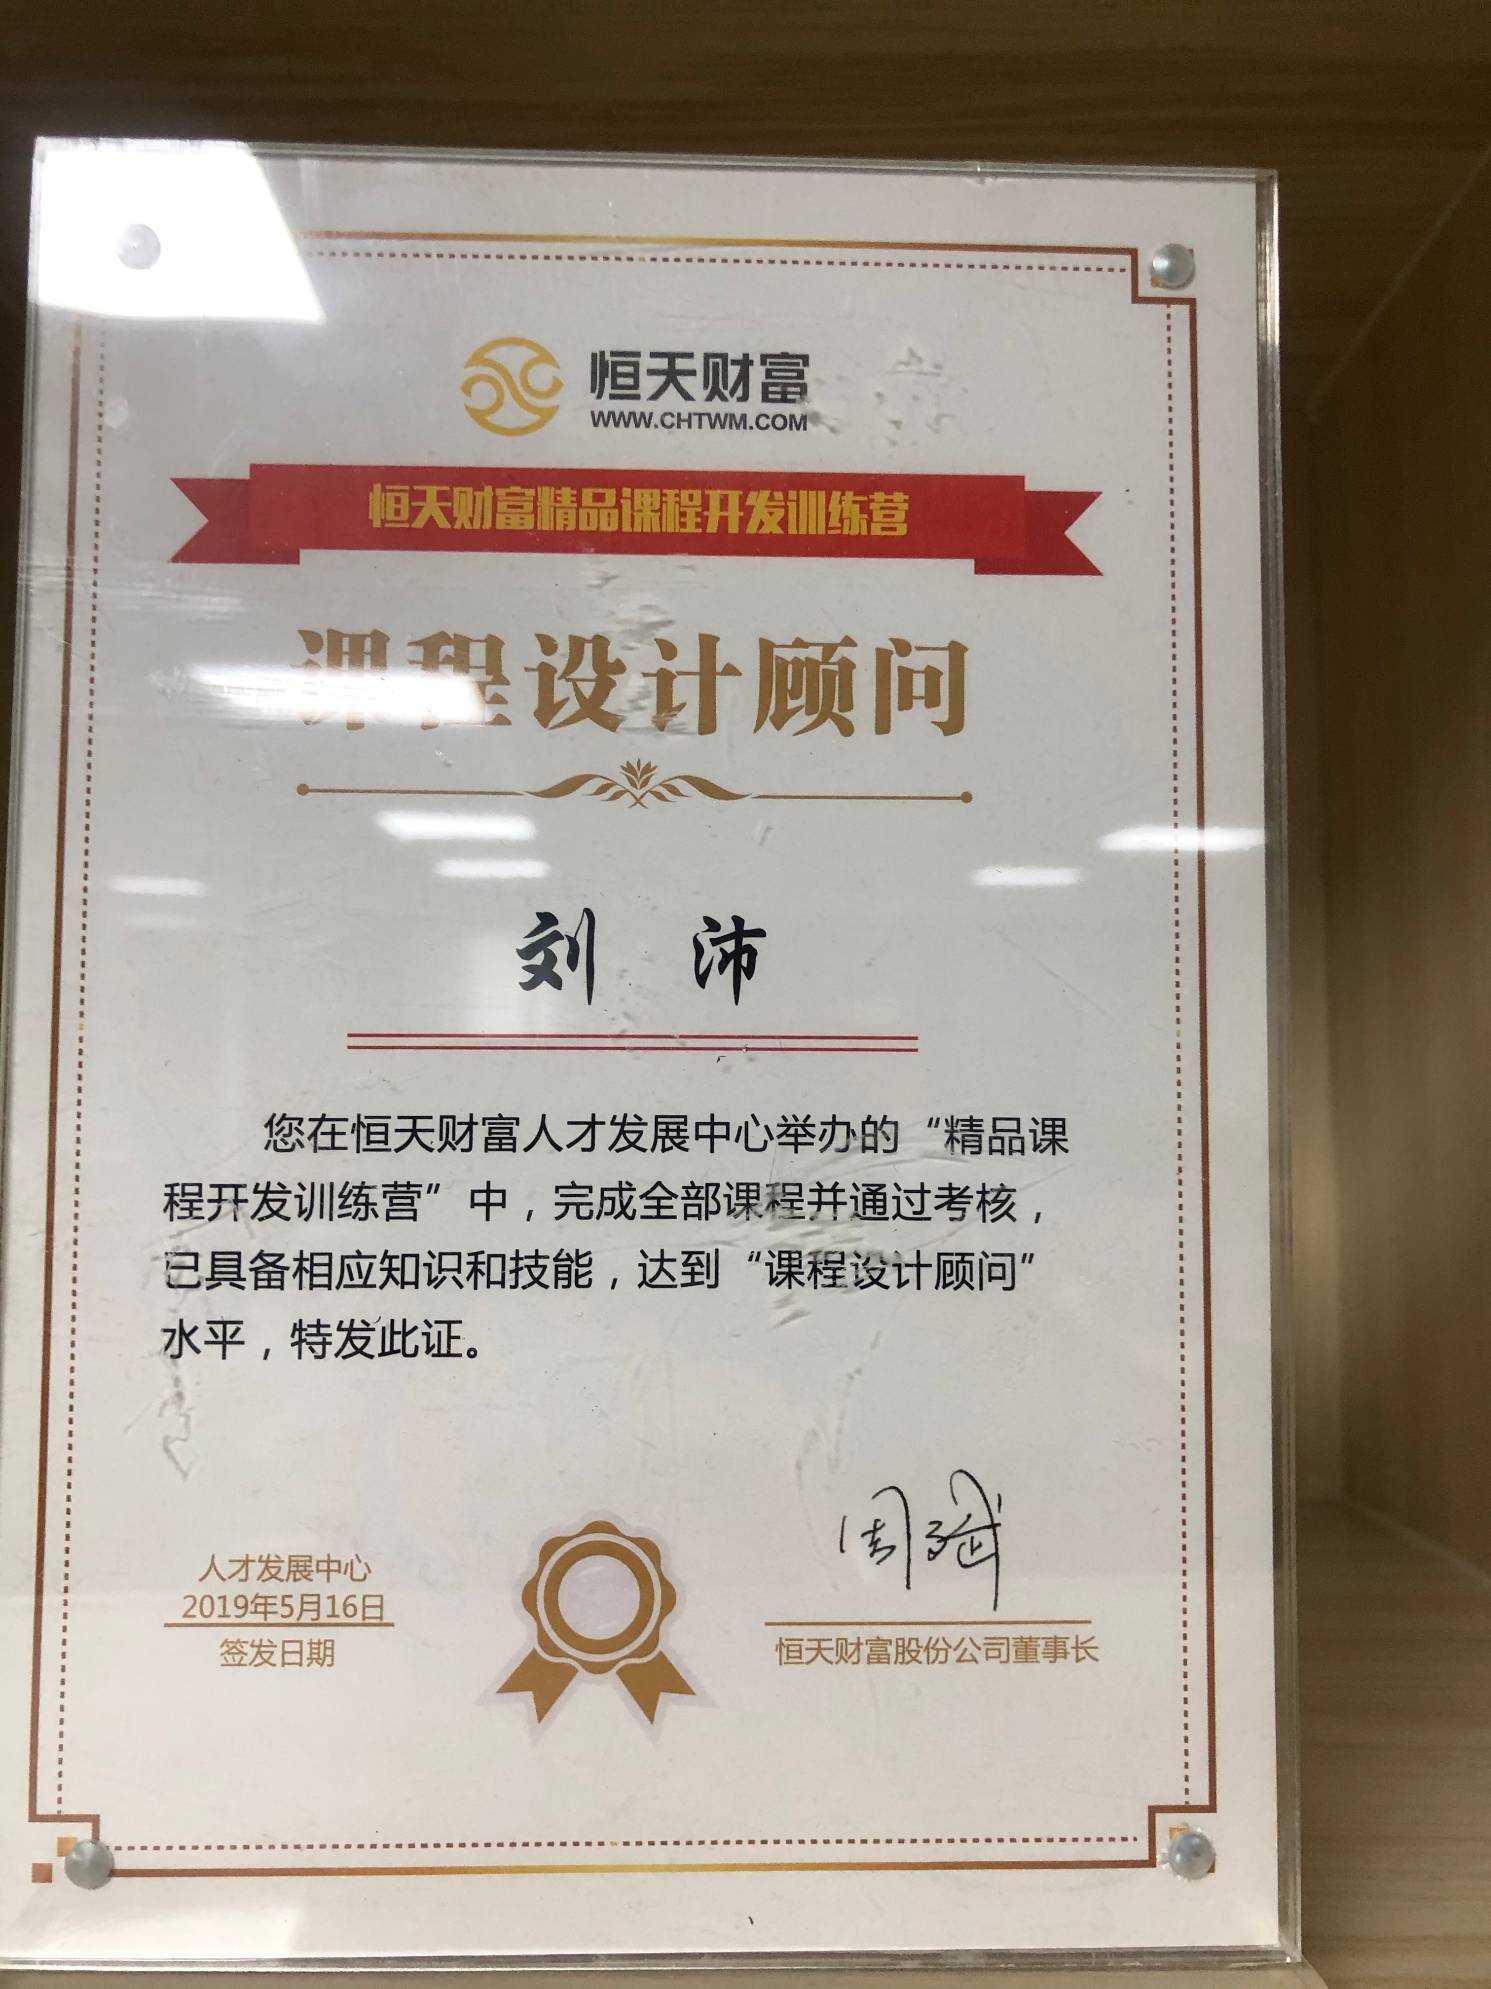 恒天财富
WWW.CHTWM.COM
恒天财富精品课程开发训练营
课程设计顾问
刘 沛
您在恒天财富人才发展中心举办的“精品课
程开发训练营”中，完成全部课程并通过考核，
已具备相应知识和技能，达到“课程设计顾问”
水平，特发此证。
周斌
人才发展中心
2019年5月16日
签发日期
恒天财富股份公司董事长